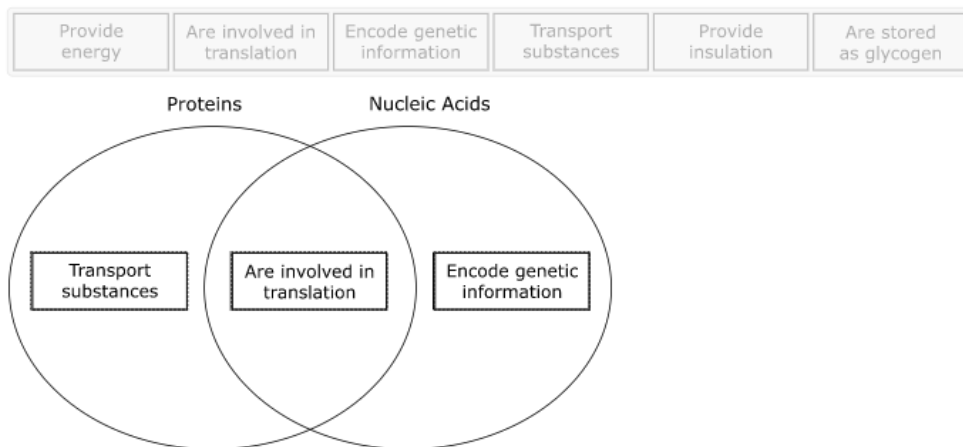 Provide
energy
Are involved in
translation
Encode genetic
information
Transport
substances
Provide
insulation
Are stored
as glycogen
Proteins
Nucleic Acids
Transport
substances
Are involved in
translation
Encode genetic
information